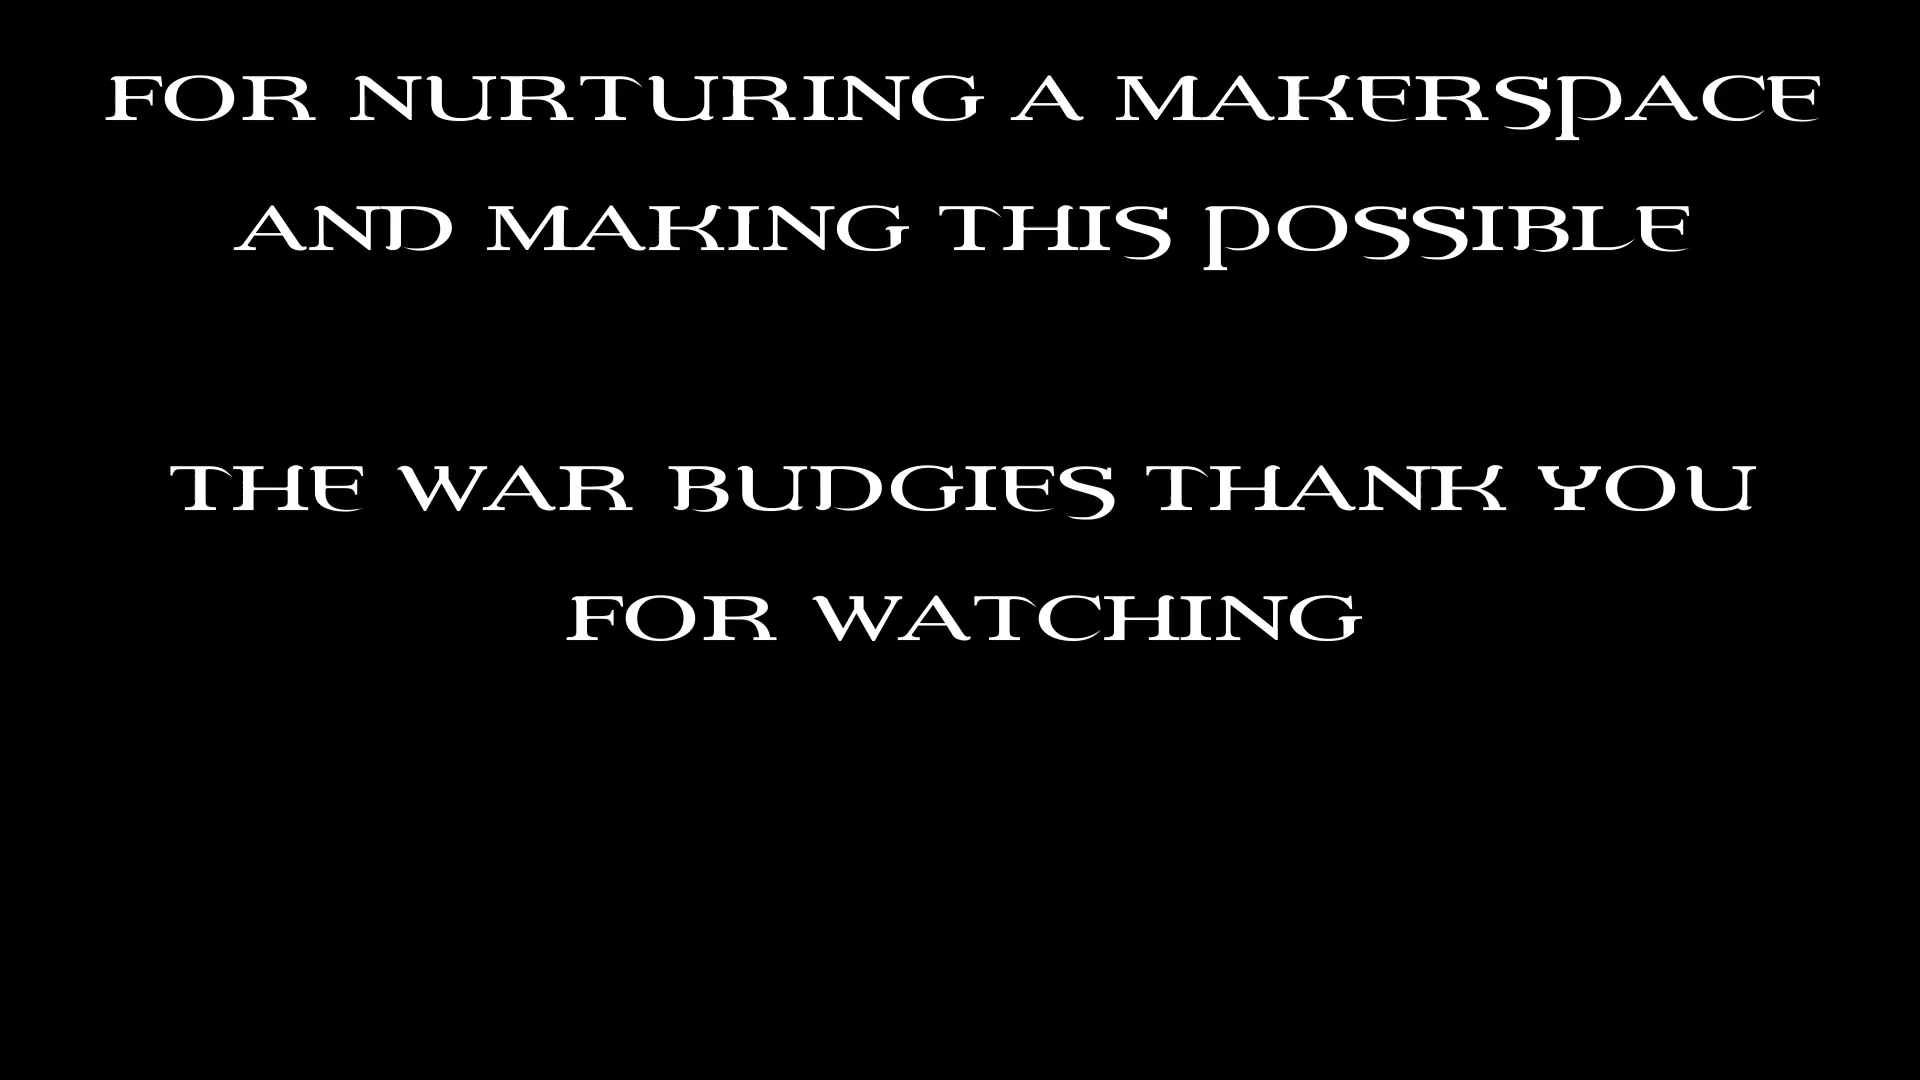 FOR NURTURING A MAKERSPACE
AND MAKING THIS POSSIBLE
THE WAR BUDGIES THANK YOU
FOR WATCHING